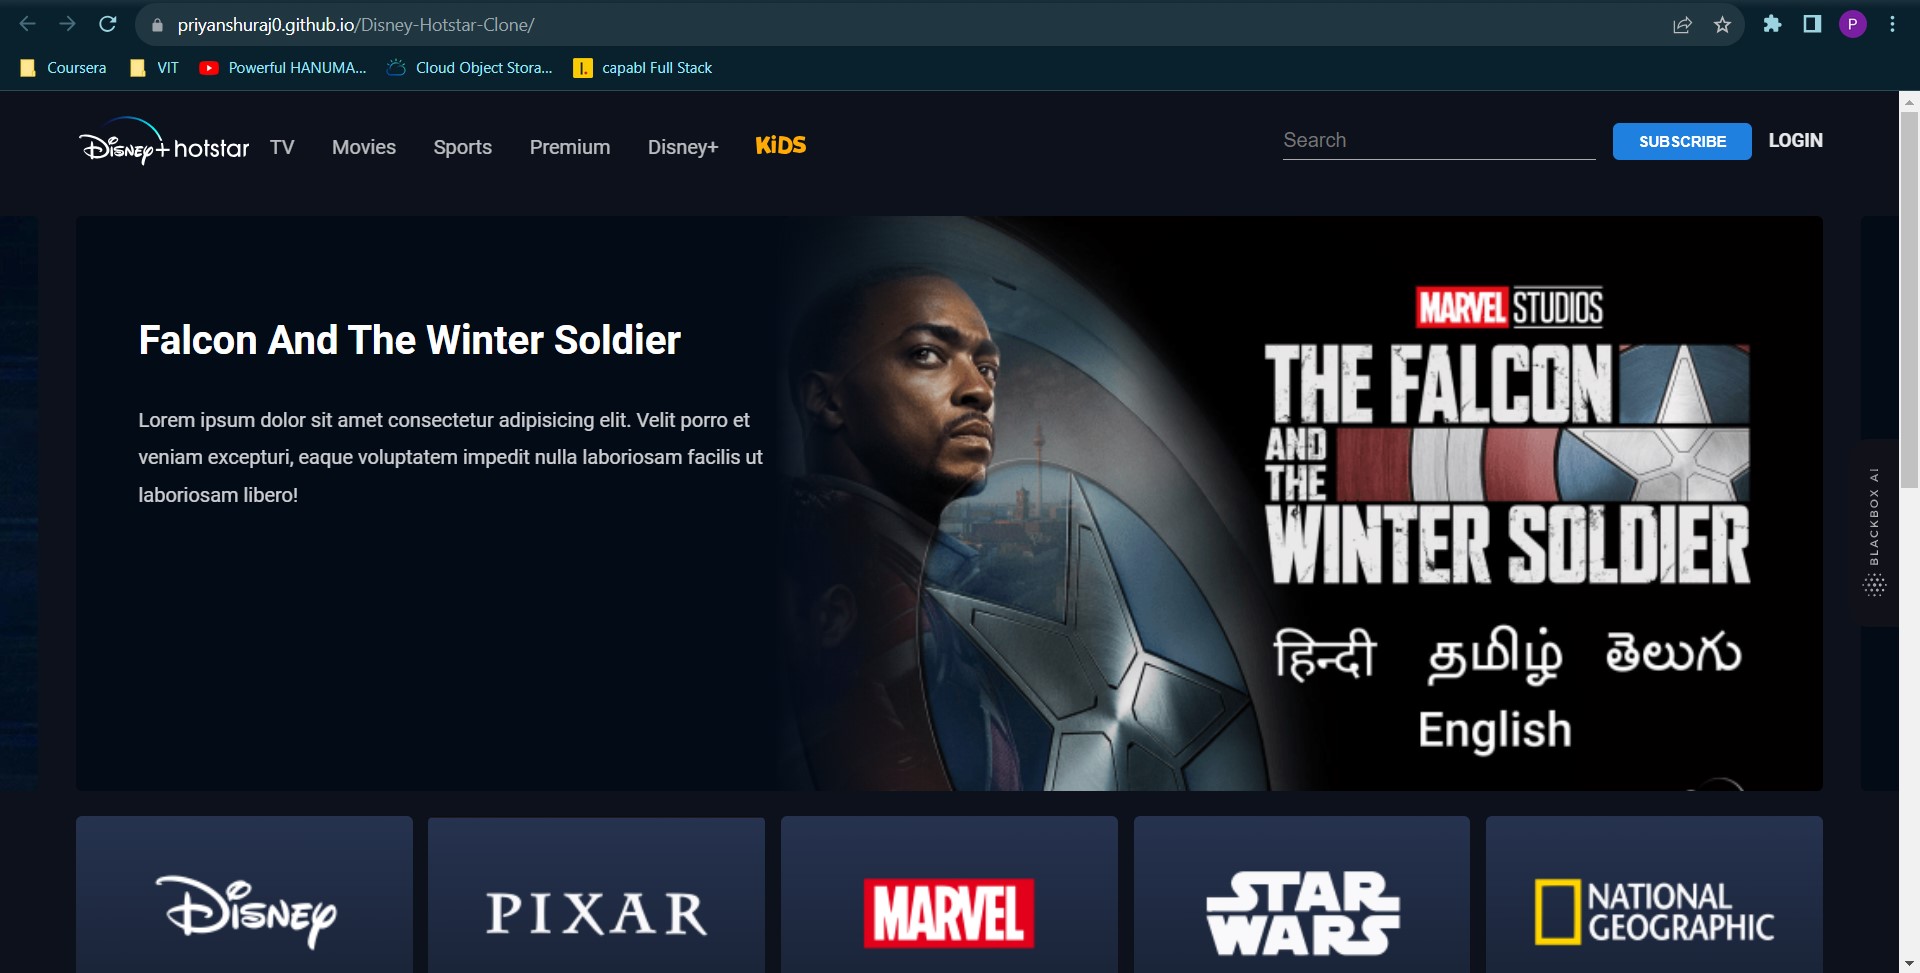 priyanshuraj0.github.io/Disney-Hotstar-Clone/
P
Coursera VIT Powerful HANUMA... Cloud Object Stora... capabl Full Stack
Disney+ hotstar TV Movies Sports Premium Disney+ KiDS Search SUBSCRIBE LOGIN
Falcon And The Winter Soldier
Lorem ipsum dolor sit amet consectetur adipisicing elit. Velit porro et
veniam excepturi, eaque voluptatem impedit nulla laboriosam facilis ut
laboriosam libero!
MARVEL STUDIOS
THE FALCON
AND
THE
WINTER SOLDIER
हिन्दी தமிழ் తెలుగు
English
BLACKBOX AI
Disney PIXAR MARVEL STAR WARS NATIONAL GEOGRAPHIC